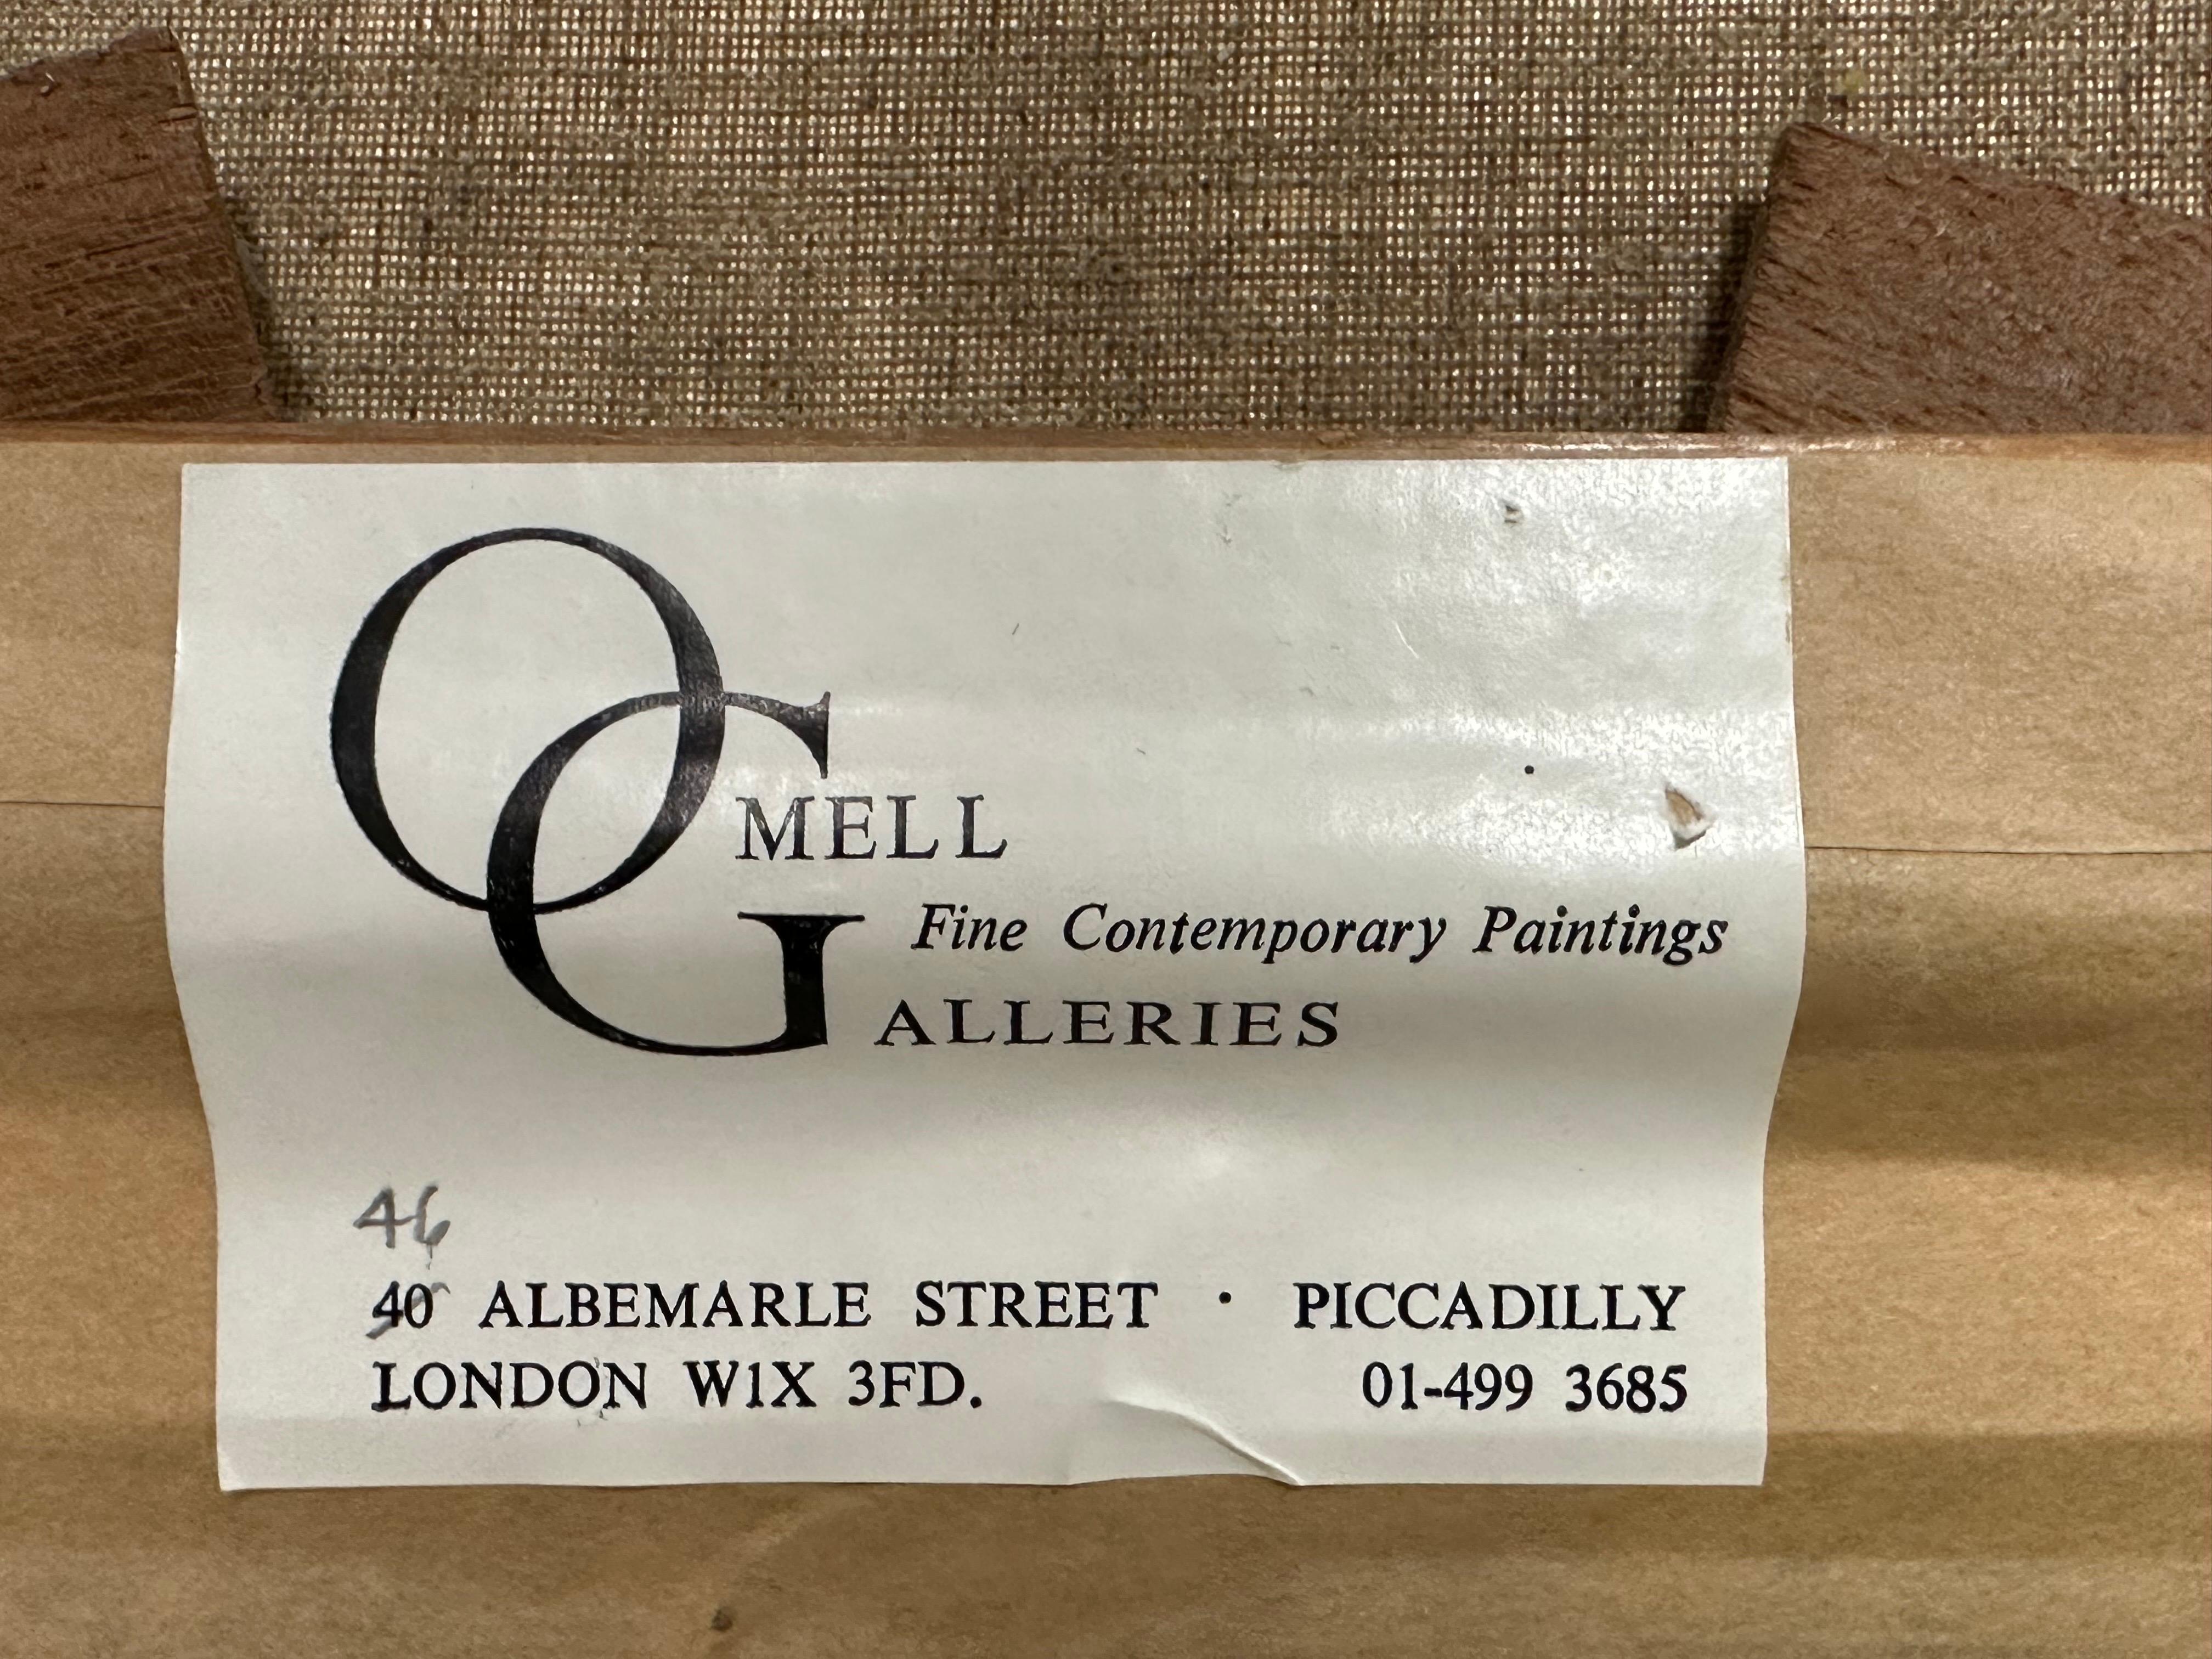 OMELL
Fine Contemporary Paintings
GALLERIES
46
40 ALBEMARLE STREET · PICCADILLY
LONDON W1X 3FD. 01-499 3685